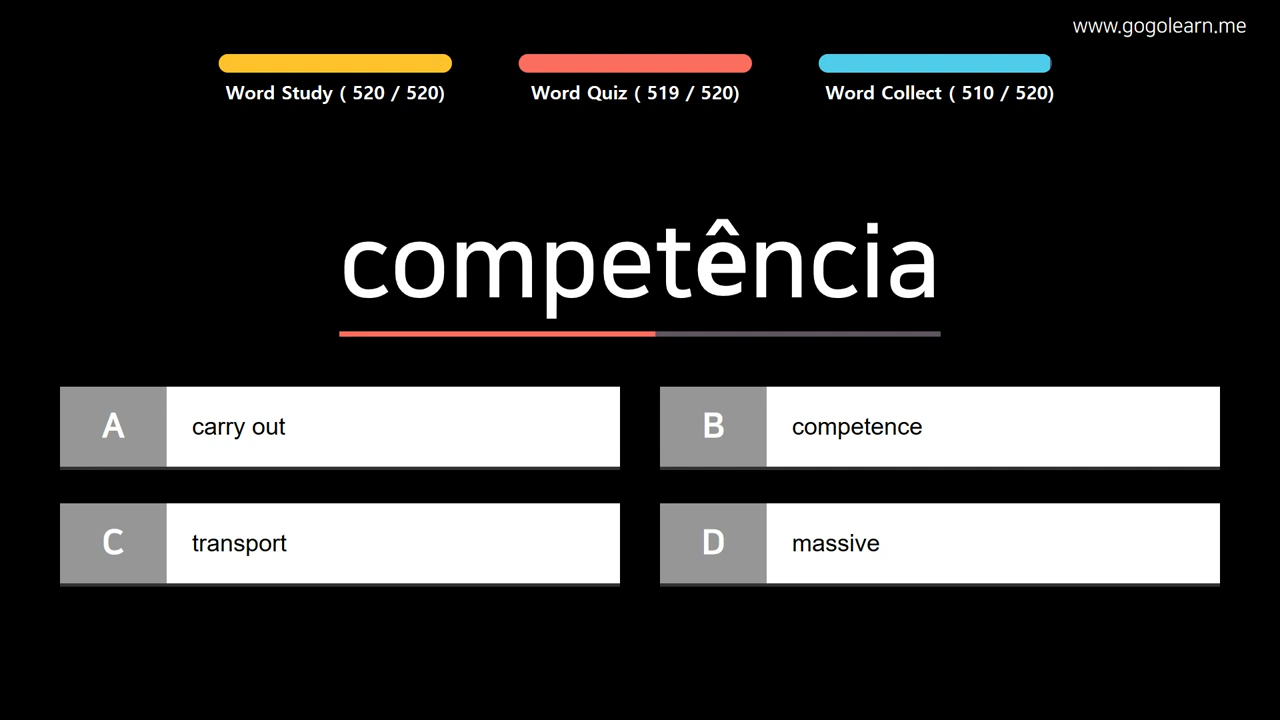 www.gogolearn.me
Word Study ( 520 / 520)
Word Quiz ( 519 / 520)
Word Collect ( 510 / 520)
competência
A carry out
B competence
C transport
D massive